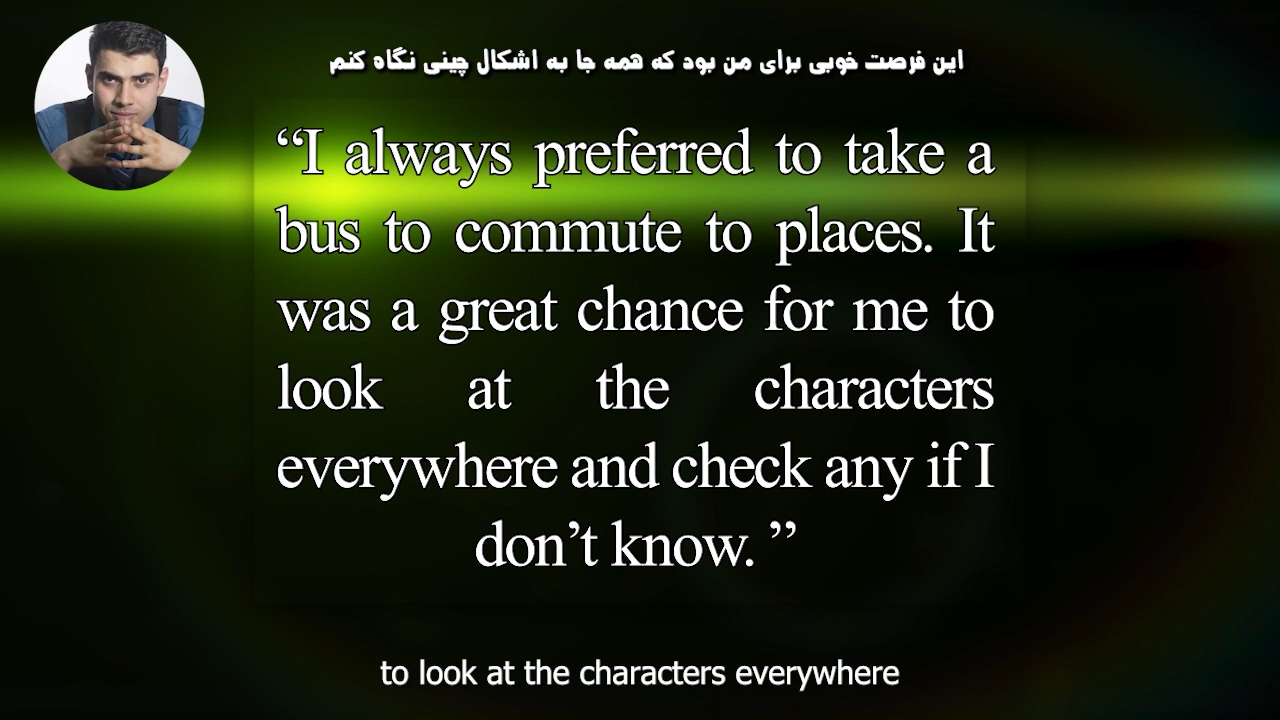 این فرصت خوبی برای من بود که همه جا به اشکال چینی نگاه کنم
“I always preferred to take a
bus to commute to places. It
was a great chance for me to
look at the characters
everywhere and check any if I
don’t know. ”
to look at the characters everywhere